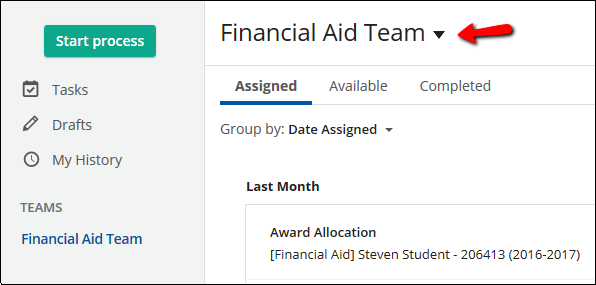 Start process
Tasks
Drafts
My History
TEAMS
Financial Aid Team
Financial Aid Team
Assigned Available Completed
Group by: Date Assigned
Last Month
Award Allocation
[Financial Aid] Steven Student - 206413 (2016-2017)